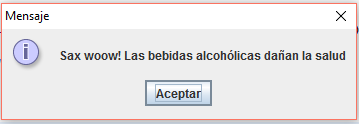 Mensaje
Sax woow! Las bebidas alcohólicas dañan la salud
Aceptar